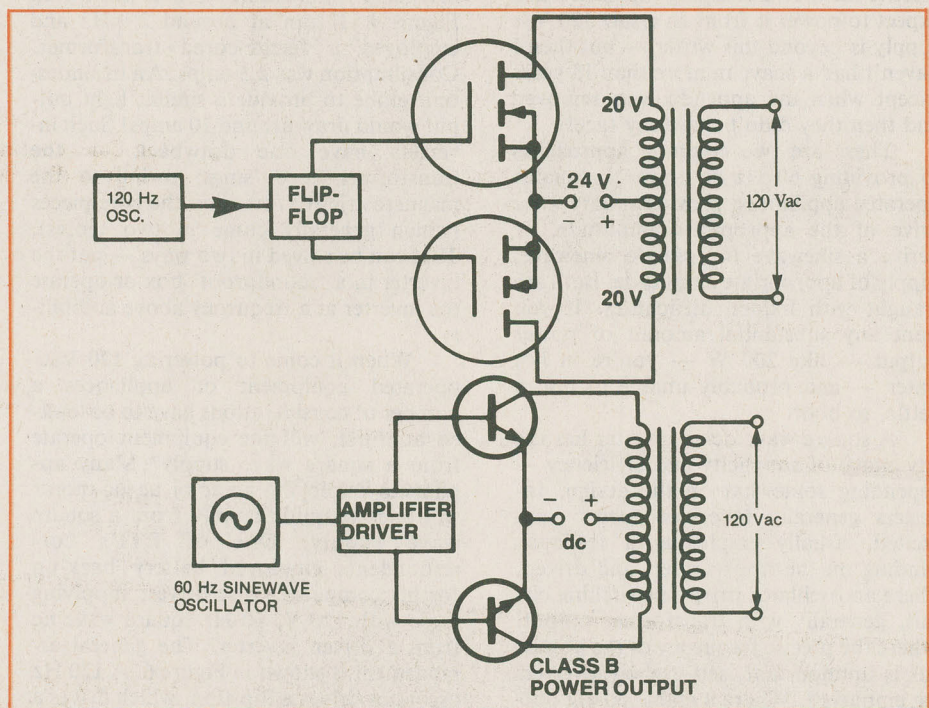 120 Hz
OSC.
FLIP-
FLOP
20 V
24 V.
− +
20 V
120 Vac
60 Hz SINEWAVE
OSCILLATOR
AMPLIFIER
DRIVER
− +
dc
120 Vac
CLASS B
POWER OUTPUT